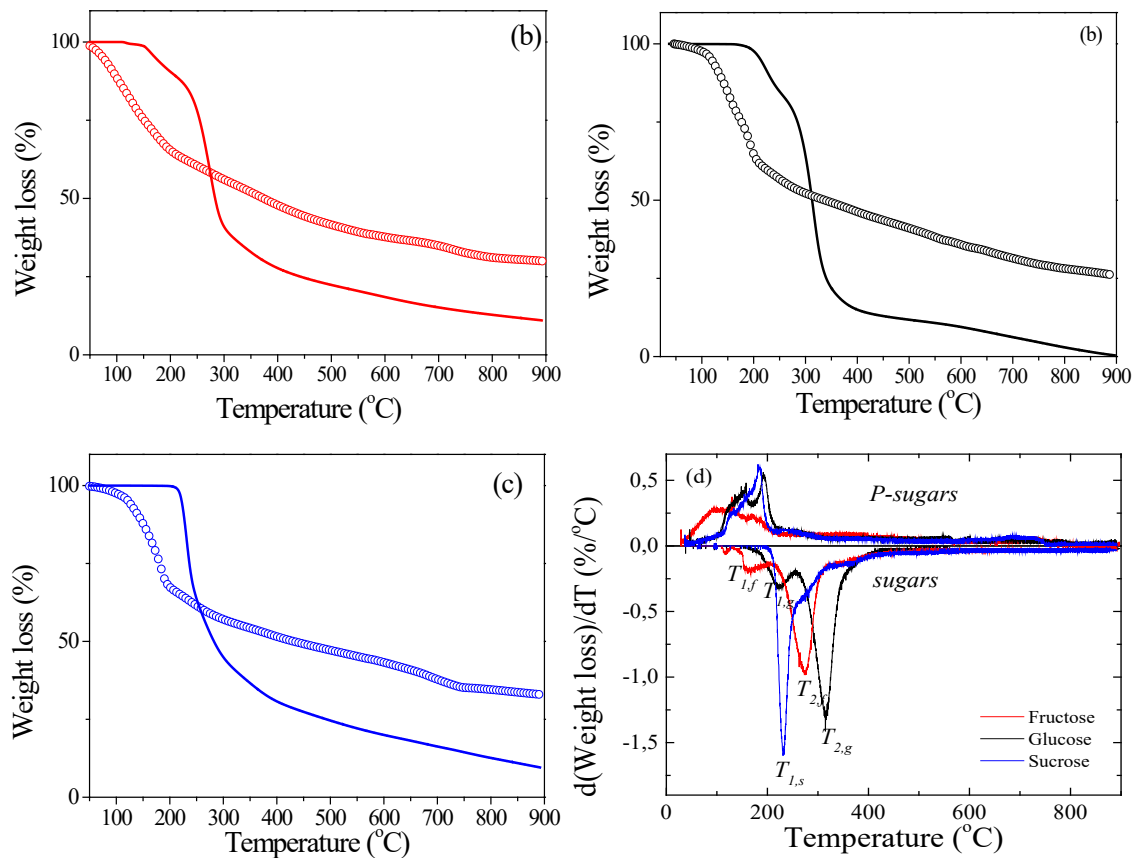 (b)
100
50
0
Weight loss (%)
100 200 300 400 500 600 700 800 900
Temperature (°C)
(b)
100
50
0
Weight loss (%)
100 200 300 400 500 600 700 800 900
Temperature (°C)
(c)
100
50
0
Weight loss (%)
100 200 300 400 500 600 700 800 900
Temperature (°C)
(d)
P-sugars
sugars
0,5
0,0
-0,5
-1,0
-1,5
d(Weight loss)/dT (%/°C)
T1,f
T1,g
T2,f
T2,g
T1,s
Fructose
Glucose
Sucrose
0 200 400 600 800
Temperature (°C)